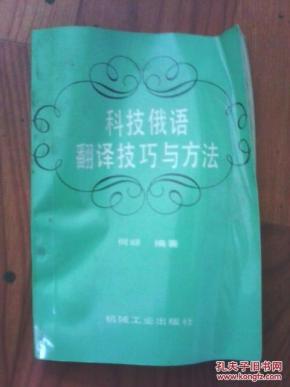 科技俄语
翻译技巧与方法
编著
机械工业出版社
孔夫子旧书网